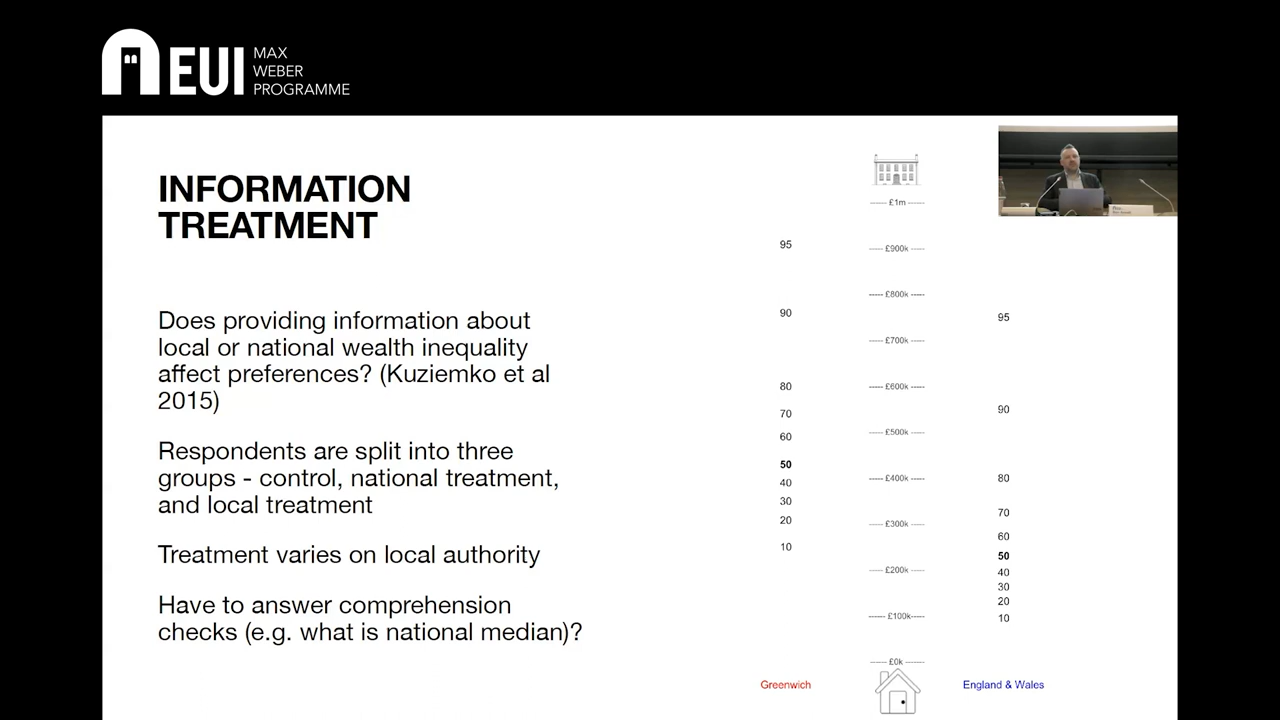 EUI
MAX
WEBER
PROGRAMME
INFORMATION
TREATMENT
Does providing information about
local or national wealth inequality
affect preferences? (Kuziemko et al
2015)
Respondents are split into three
groups - control, national treatment,
and local treatment
Treatment varies on local authority
Have to answer comprehension
checks (e.g. what is national median)?
----- £1m -----
95
----- £900k -----
----- £800k -----
90
95
----- £700k -----
80
----- £600k -----
90
70
60
----- £500k -----
50
40
----- £400k -----
80
30
70
20
----- £300k -----
60
10
50
----- £200k -----
40
30
20
----- £100k -----
10
----- £0k -----
Greenwich
England & Wales